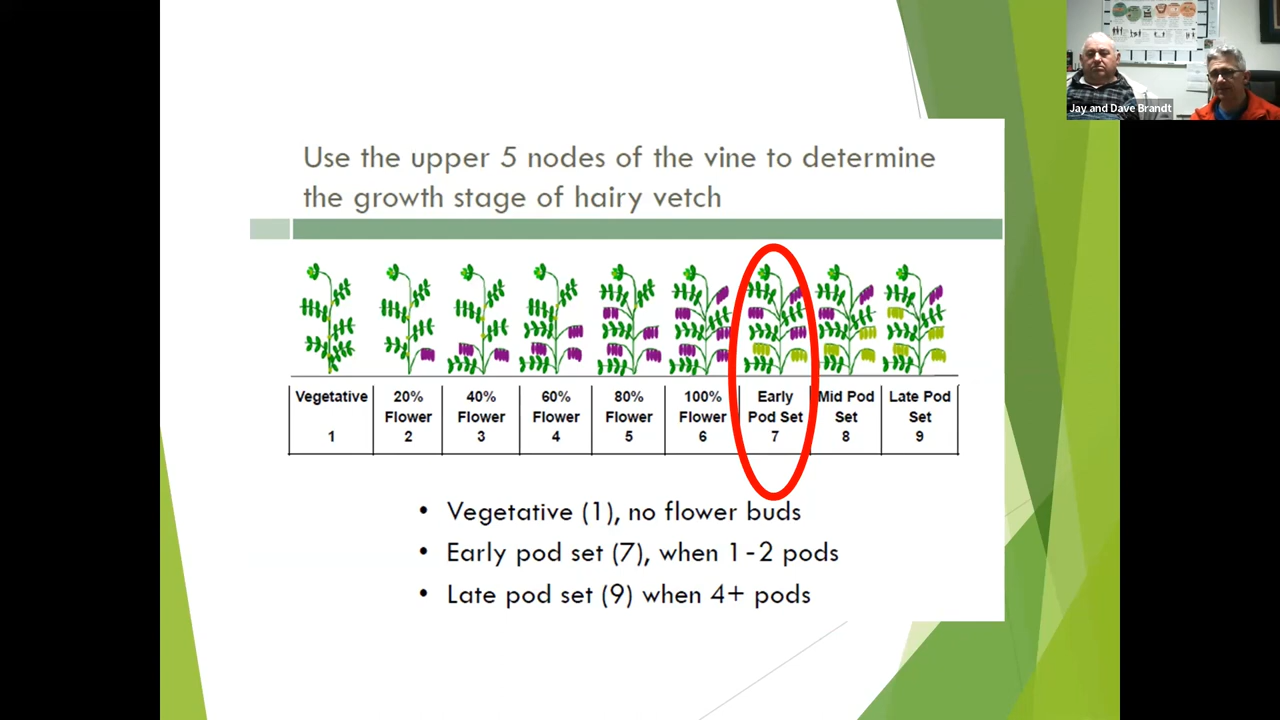 Jay and Dave Brandt
Use the upper 5 nodes of the vine to determine
the growth stage of hairy vetch
Vegetative 20% 40% 60% 80% 100% Early Mid Pod Late Pod
Flower Flower Flower Flower Flower Pod Set Set Set
1 2 3 4 5 6 7 8 9
• Vegetative (1), no flower buds
• Early pod set (7), when 1-2 pods
• Late pod set (9) when 4+ pods